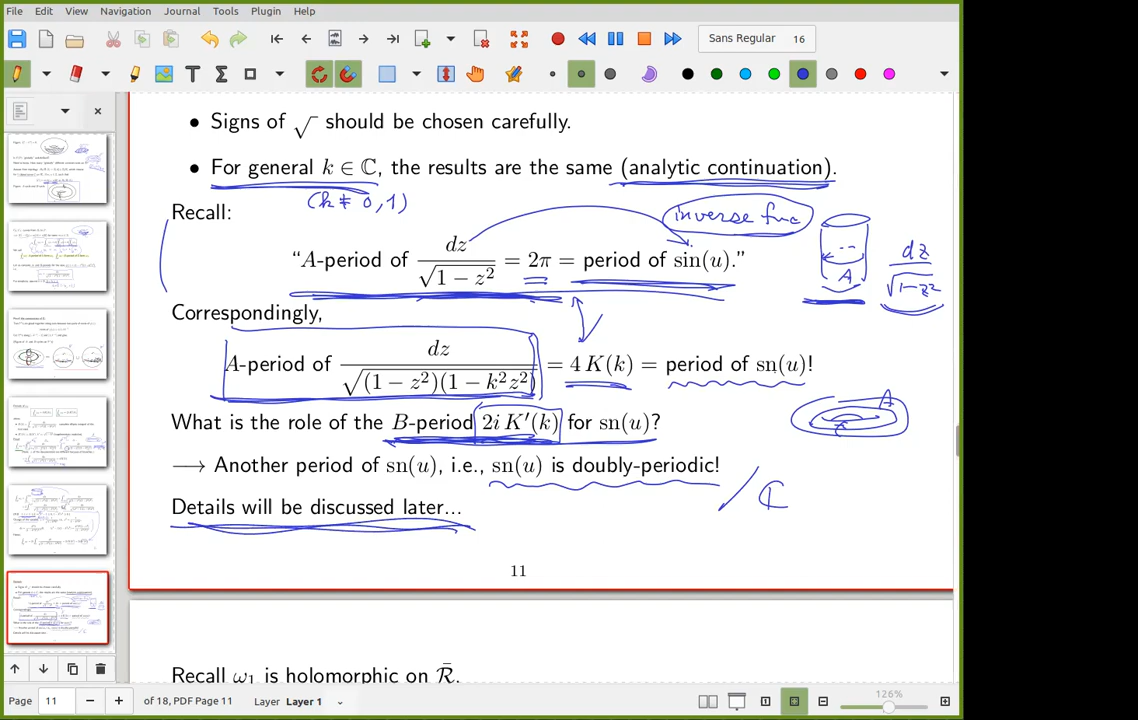 File Edit View Navigation Journal Tools Plugin Help
Sans Regular 16
• Signs of √ should be chosen carefully.
• For general k ∈ ℂ, the results are the same (analytic continuation).
(k ≠ 0, 1)
Recall:
inverse func
“A-period of dz/√(1 − z²) = 2π = period of sin(u).”
A
dz/√(1−z²)
Correspondingly,
A-period of dz/√((1 − z²)(1 − k²z²)) = 4 K(k) = period of sn(u)!
A
What is the role of the B-period 2i K′(k) for sn(u)?
⟶ Another period of sn(u), i.e., sn(u) is doubly-periodic!
/ℂ
Details will be discussed later...
11
Recall ω₁ is holomorphic on R̄.
Page 11 of 18, PDF Page 11 Layer Layer 1 126%